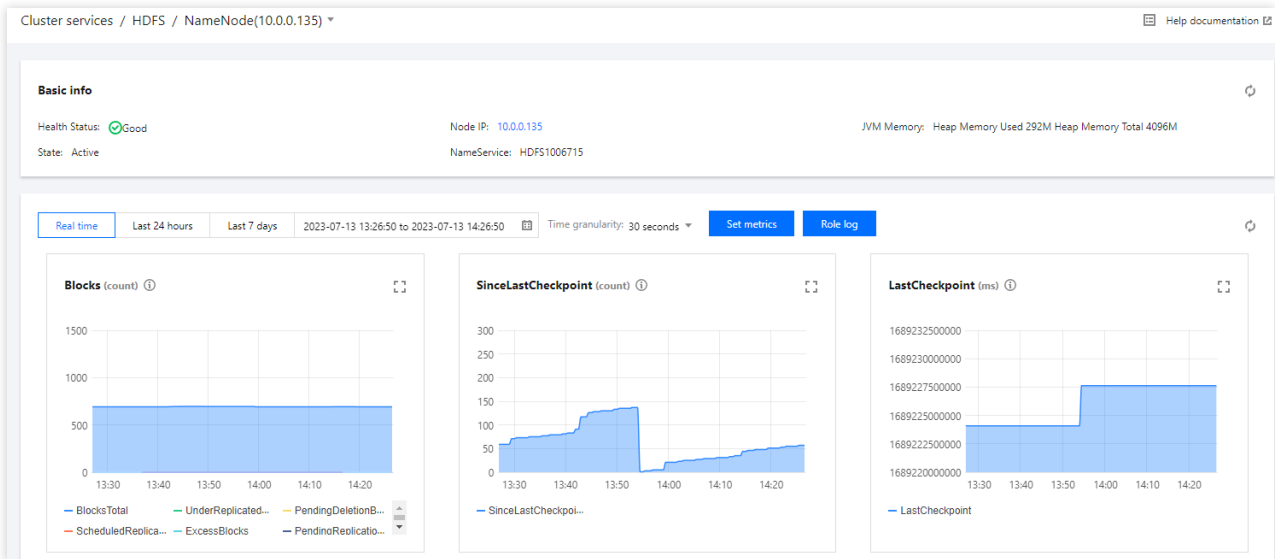 Cluster services / HDFS / NameNode(10.0.0.135)
Help documentation
Basic info
Health Status: Good
Node IP: 10.0.0.135
JVM Memory: Heap Memory Used 292M Heap Memory Total 4096M
State: Active
NameService: HDFS1006715
Real time
Last 24 hours
Last 7 days
2023-07-13 13:26:50 to 2023-07-13 14:26:50
Time granularity: 30 seconds
Set metrics
Role log
Blocks (count)
1500
1000
500
0
13:30 13:40 13:50 14:00 14:10 14:20
BlocksTotal
UnderReplicated...
PendingDeletionB...
ScheduledReplica...
ExcessBlocks
PendingReplicatio...
SinceLastCheckpoint (count)
300
250
200
150
100
50
0
13:30 13:40 13:50 14:00 14:10 14:20
SinceLastCheckpoi...
LastCheckpoint (ms)
1689232500000
1689230000000
1689227500000
1689225000000
1689222500000
1689220000000
13:30 13:40 13:50 14:00 14:10 14:20
LastCheckpoint